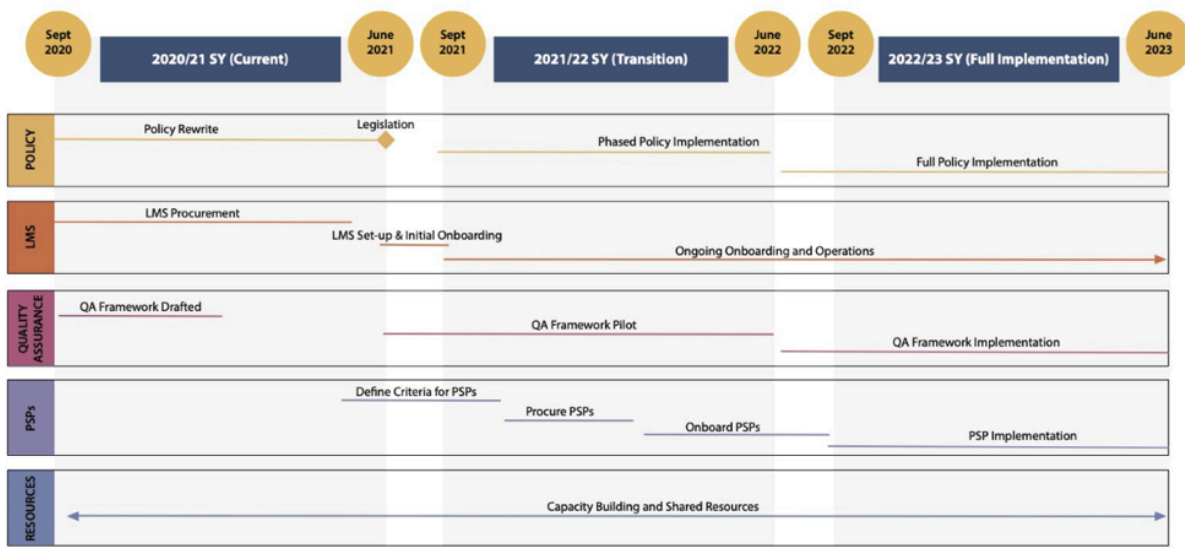 Sept
2020
2020/21 SY (Current)
June
2021
Sept
2021
2021/22 SY (Transition)
June
2022
Sept
2022
2022/23 SY (Full Implementation)
June
2023
POLICY
Policy Rewrite
Legislation
Phased Policy Implementation
Full Policy Implementation
LMS
LMS Procurement
LMS Set-up & Initial Onboarding
Ongoing Onboarding and Operations
QUALITY
ASSURANCE
QA Framework Drafted
QA Framework Pilot
QA Framework Implementation
PSPs
Define Criteria for PSPs
Procure PSPs
Onboard PSPs
PSP Implementation
RESOURCES
Capacity Building and Shared Resources